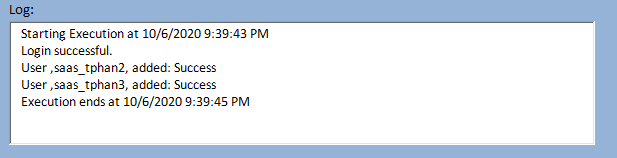 Log:
Starting Execution at 10/6/2020 9:39:43 PM
Login successful.
User ,saas_tphan2, added: Success
User ,saas_tphan3, added: Success
Execution ends at 10/6/2020 9:39:45 PM